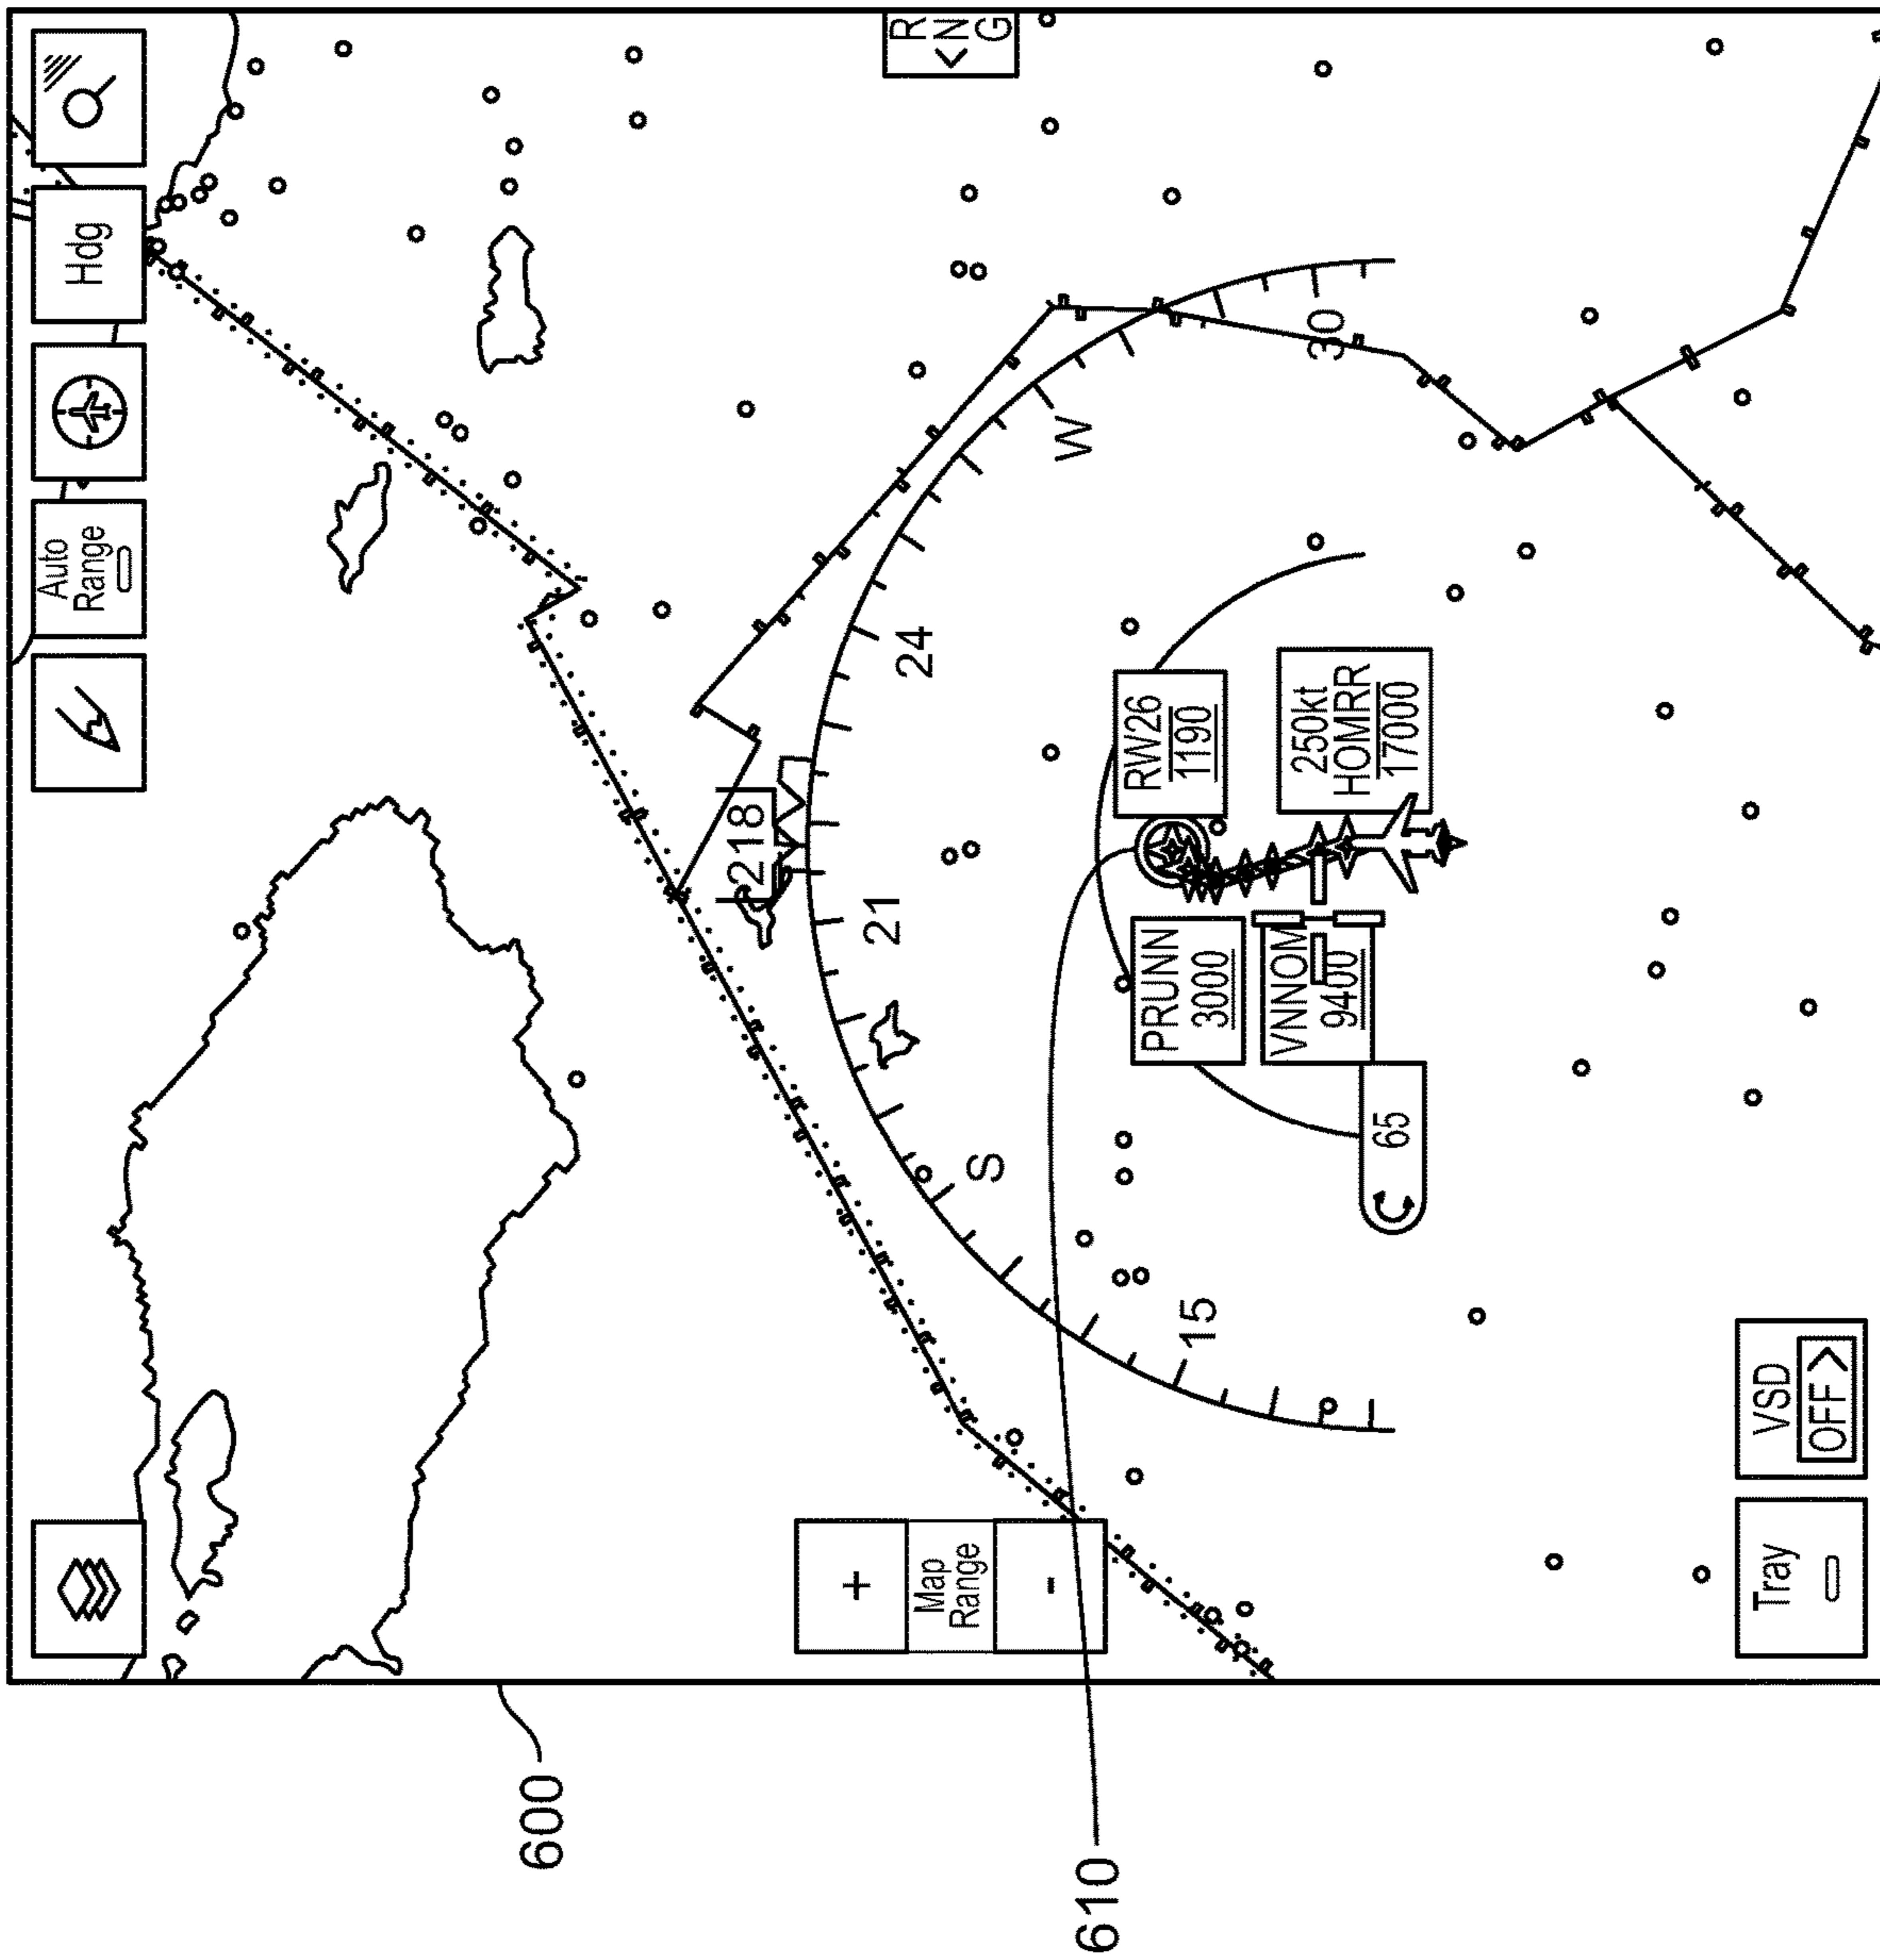 Auto
Range
Hdg
600
218
+
Map
Range
-
R
< N
G
21
24
S
W
610
15
30
PRUNN
3000
RW26
1190
VNNOM
9400
250kt
HOMRR
17000
65
Tray
VSD
OFF >